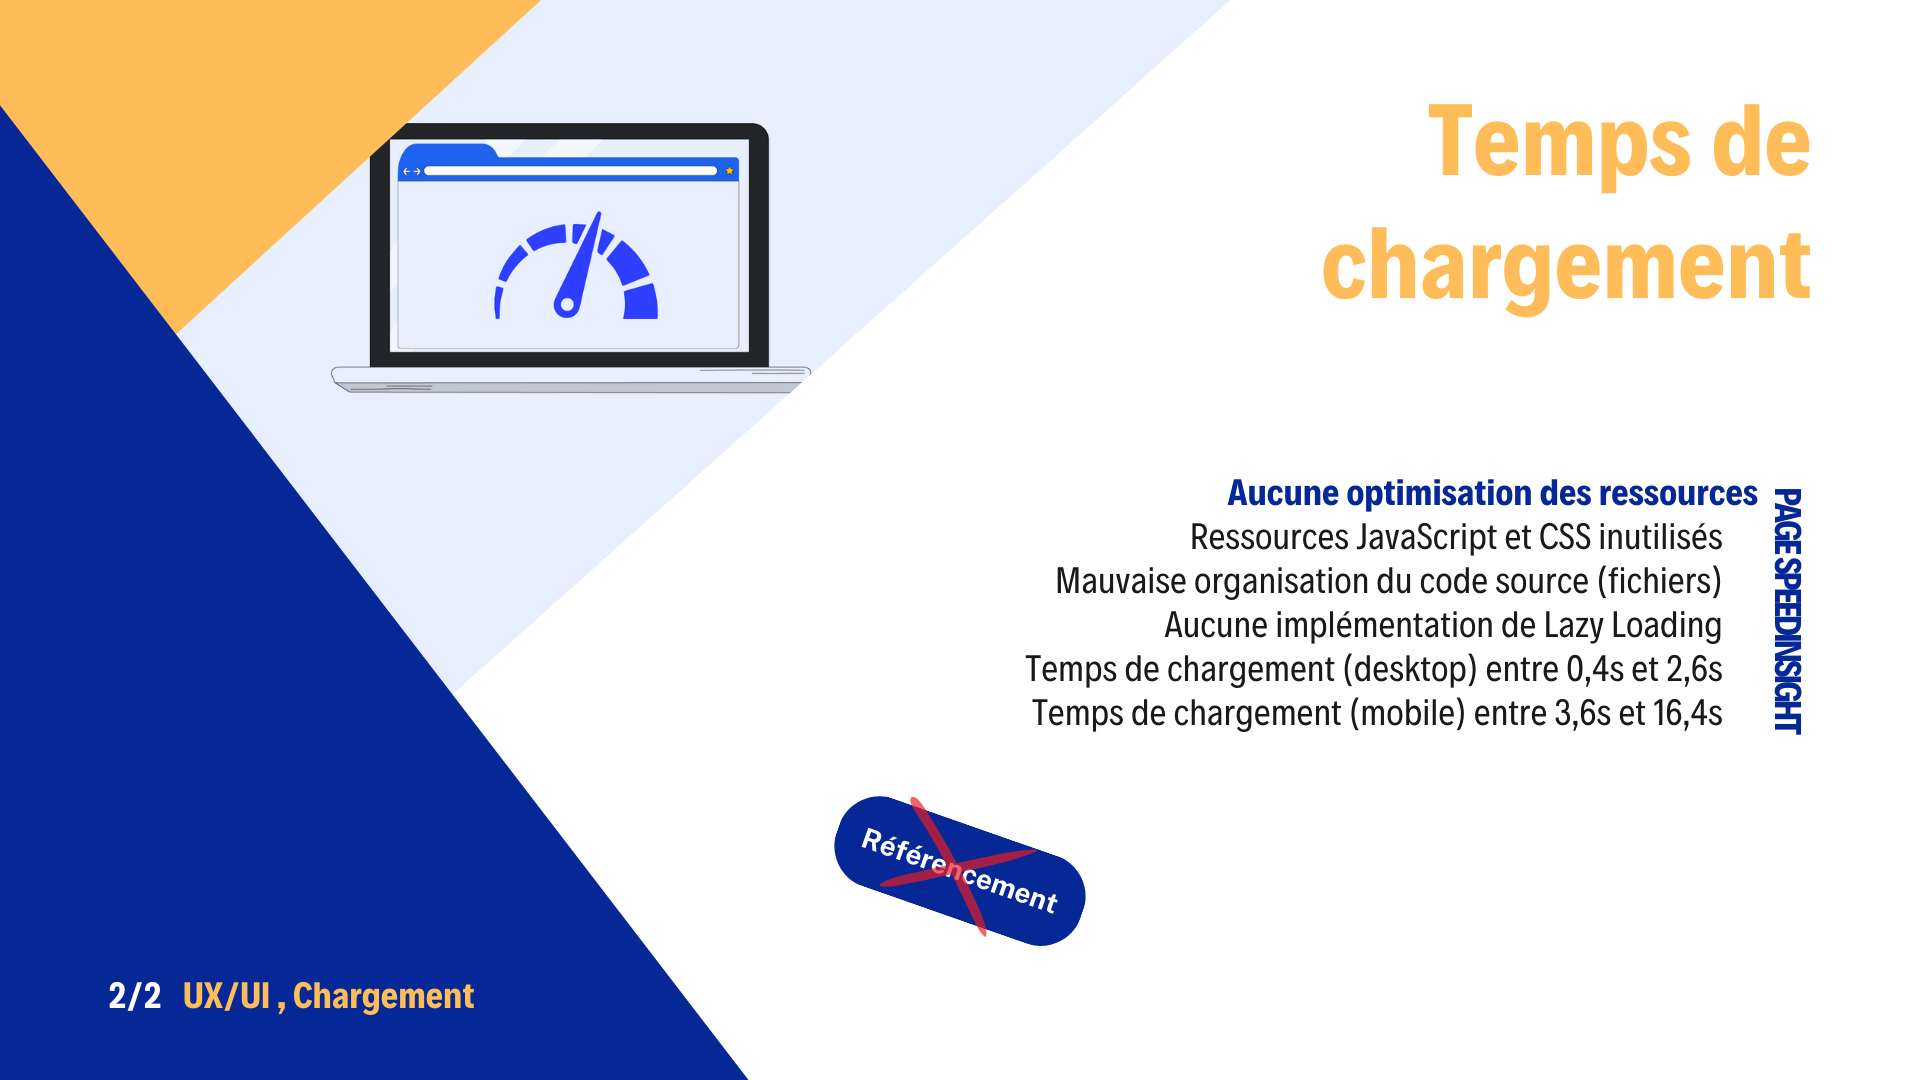 Temps de
chargement
Aucune optimisation des ressources
Ressources JavaScript et CSS inutilisés
Mauvaise organisation du code source (fichiers)
Aucune implémentation de Lazy Loading
Temps de chargement (desktop) entre 0,4s et 2,6s
Temps de chargement (mobile) entre 3,6s et 16,4s
PAGE SPEEDINSIGHT
Référencement
2/2 UX/UI , Chargement